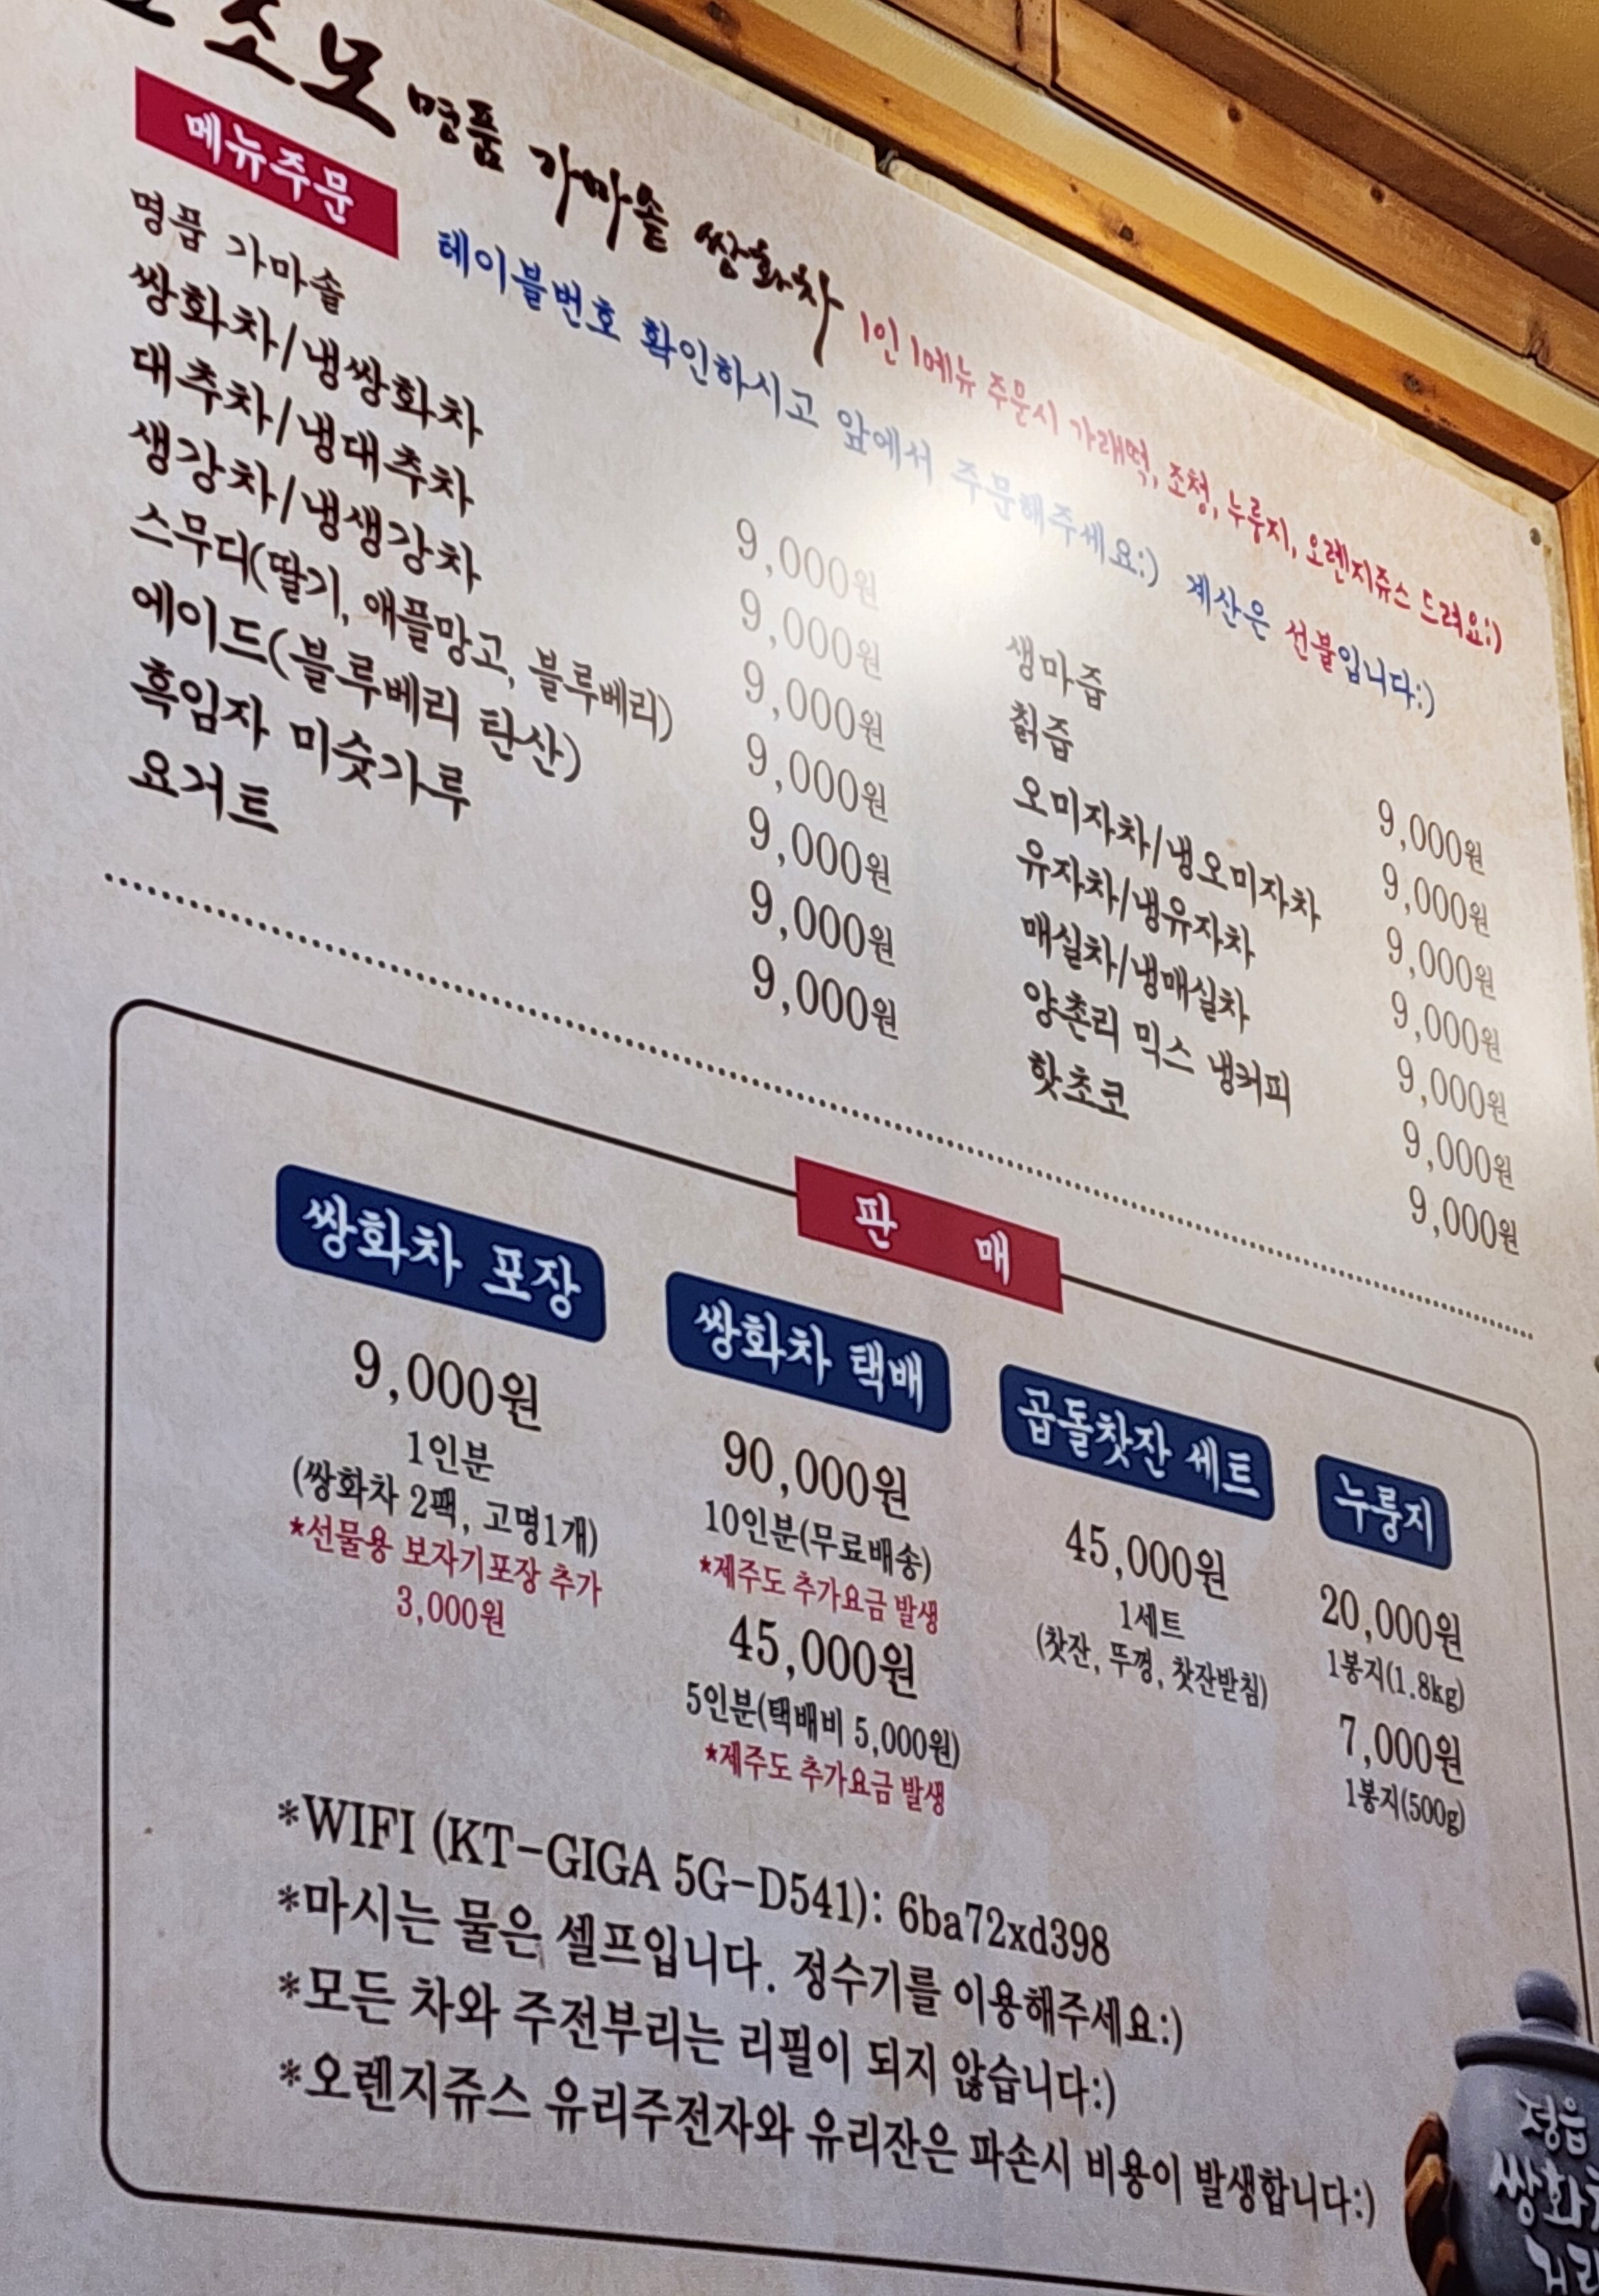 소모 명품 가마솥 쌍화차 1인 1메뉴 주문시 가래떡, 조청, 누룽지, 오렌지쥬스 드려요:)
메뉴주문 테이블번호 확인하시고 앞에서 주문해주세요:) 계산은 선불입니다:)
명품 가마솥
쌍화차/냉쌍화차 9,000원
대추차/냉대추차 9,000원
생강차/냉생강차 9,000원
스무디(딸기, 애플망고, 블루베리) 9,000원
에이드(블루베리 탄산) 9,000원
흑임자 미숫가루 9,000원
요거트 9,000원
생마즙 9,000원
칡즙 9,000원
오미자차/냉오미자차 9,000원
유자차/냉유자차 9,000원
매실차/냉매실차 9,000원
양촌리 믹스 냉커피 9,000원
핫초코 9,000원
판 매
쌍화차 포장
9,000원
1인분
(쌍화차 2팩, 고명1개)
*선물용 보자기포장 추가
3,000원
쌍화차 택배
90,000원
10인분(무료배송)
*제주도 추가요금 발생
45,000원
5인분(택배비 5,000원)
*제주도 추가요금 발생
곱돌찻잔 세트
45,000원
1세트
(찻잔, 뚜껑, 찻잔받침)
누룽지
20,000원
1봉지(1.8kg)
7,000원
1봉지(500g)
*WIFI (KT-GIGA 5G-D541): 6ba72xd398
*마시는 물은 셀프입니다. 정수기를 이용해주세요:)
*모든 차와 주전부리는 리필이 되지 않습니다:)
*오렌지쥬스 유리주전자와 유리잔은 파손시 비용이 발생합니다:)
정읍
쌍화차
거리